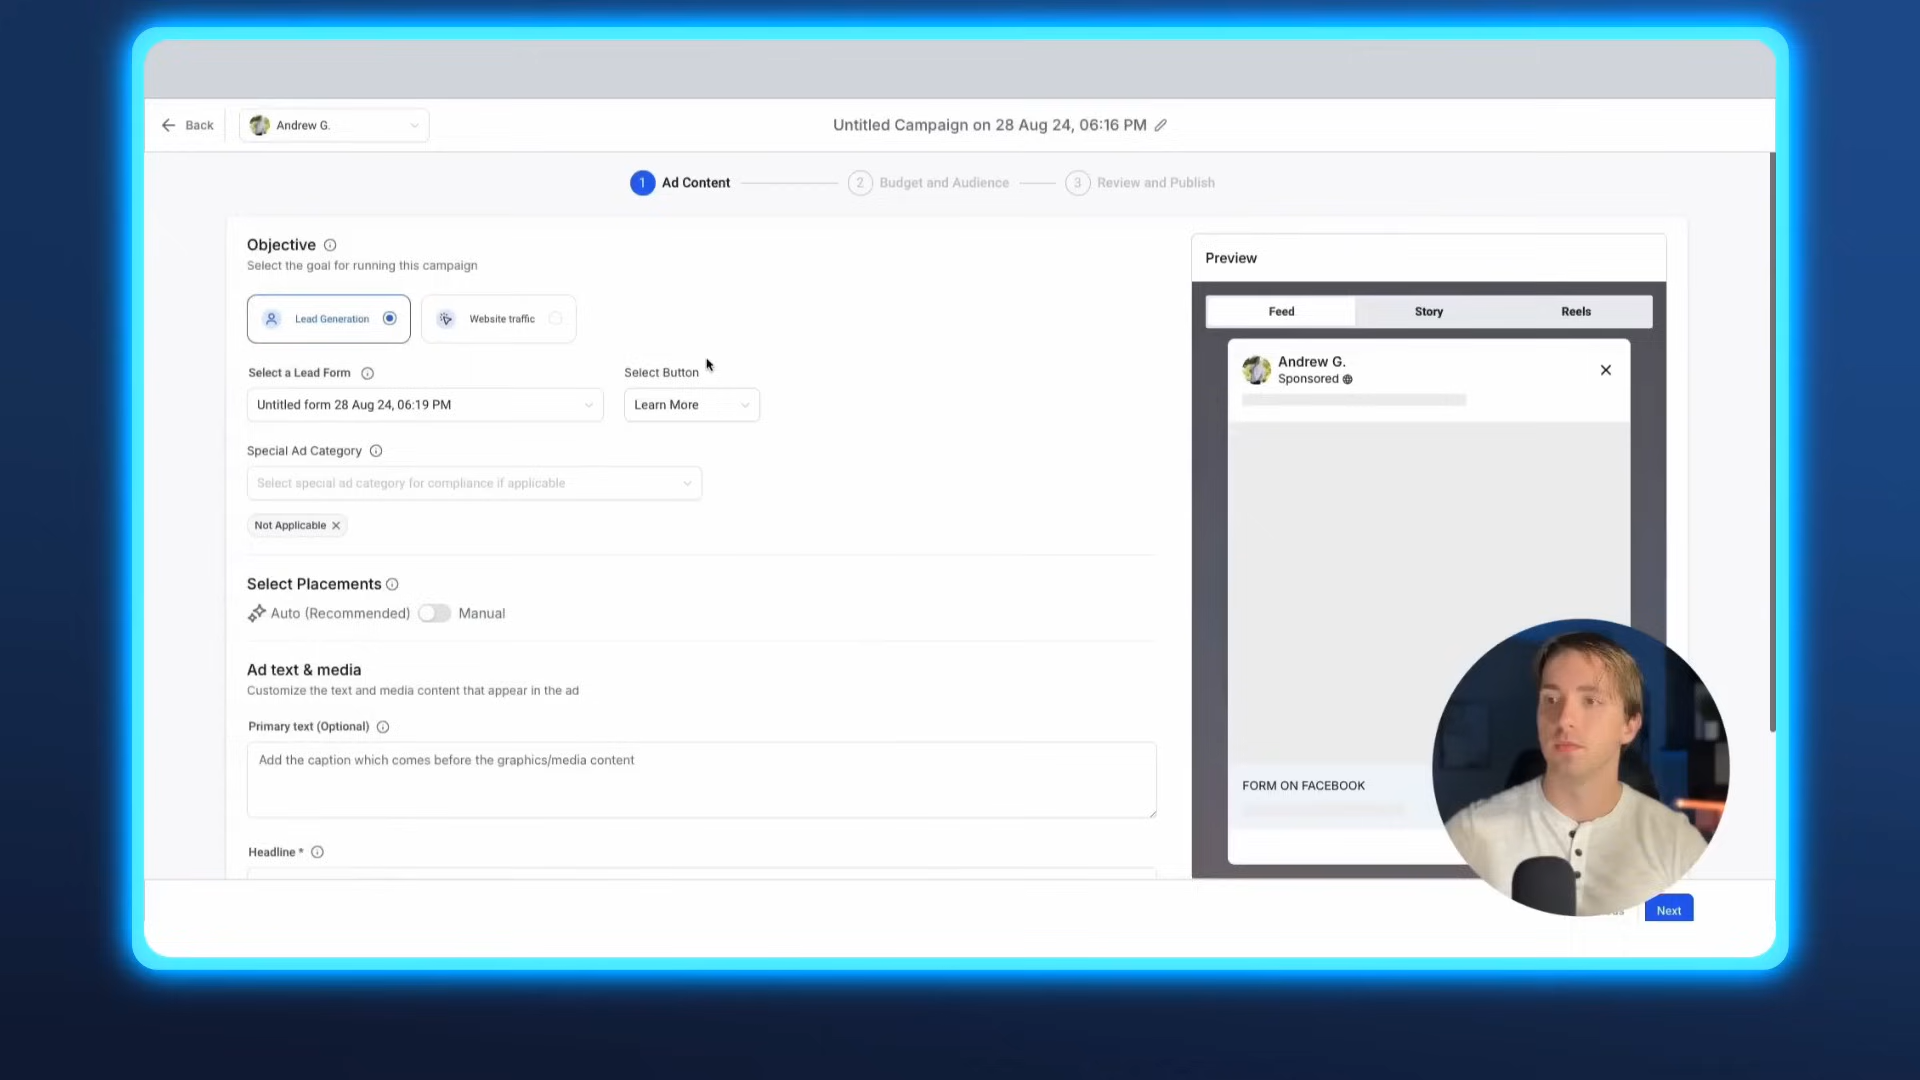 Back
Andrew G.
Untitled Campaign on 28 Aug 24, 06:16 PM
1 Ad Content
2 Budget and Audience
3 Review and Publish
Objective
Select the goal for running this campaign
Lead Generation
Website traffic
Select a Lead Form
Select Button
Untitled form 28 Aug 24, 06:19 PM
Learn More
Special Ad Category
Select special ad category for compliance if applicable
Not Applicable
Select Placements
Auto (Recommended)
Manual
Ad text & media
Customize the text and media content that appear in the ad
Primary text (Optional)
Add the caption which comes before the graphics/media content
Headline *
Preview
Feed
Story
Reels
Andrew G.
Sponsored
FORM ON FACEBOOK
Next